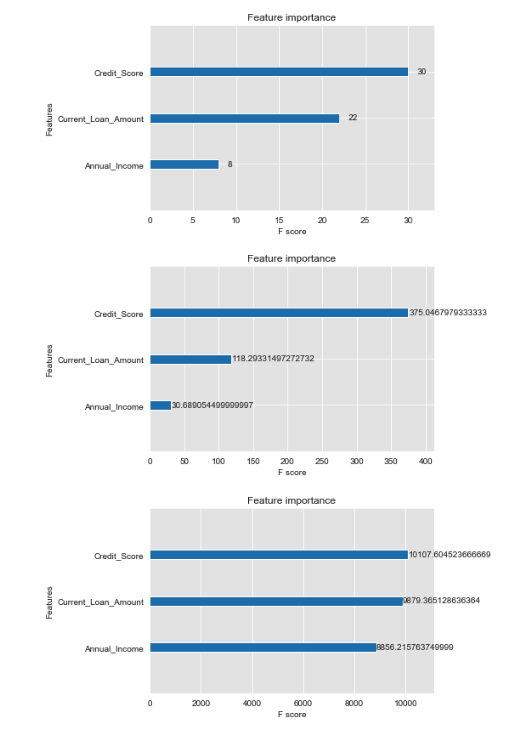 Feature importance
Credit_Score
30
Current_Loan_Amount
22
Annual_Income
8
Features
0 5 10 15 20 25 30
F score
Feature importance
Credit_Score
375.0467979333333
Current_Loan_Amount
118.29331497272732
Annual_Income
30.689054499999997
Features
0 50 100 150 200 250 300 350 400
F score
Feature importance
Credit_Score
10107.604523666669
Current_Loan_Amount
9879.365128636364
Annual_Income
8856.215763749999
Features
0 2000 4000 6000 8000 10000
F score